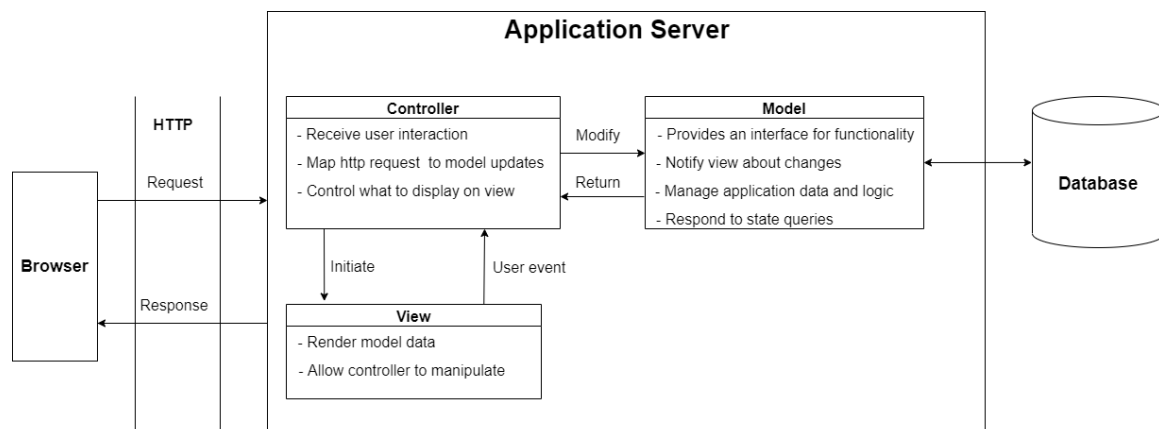 Application Server
HTTP
Controller
- Receive user interaction
- Map http request to model updates
- Control what to display on view
Modify
Return
Model
- Provides an interface for functionality
- Notify view about changes
- Manage application data and logic
- Respond to state queries
Database
Browser
Request
Response
Initiate
User event
View
- Render model data
- Allow controller to manipulate